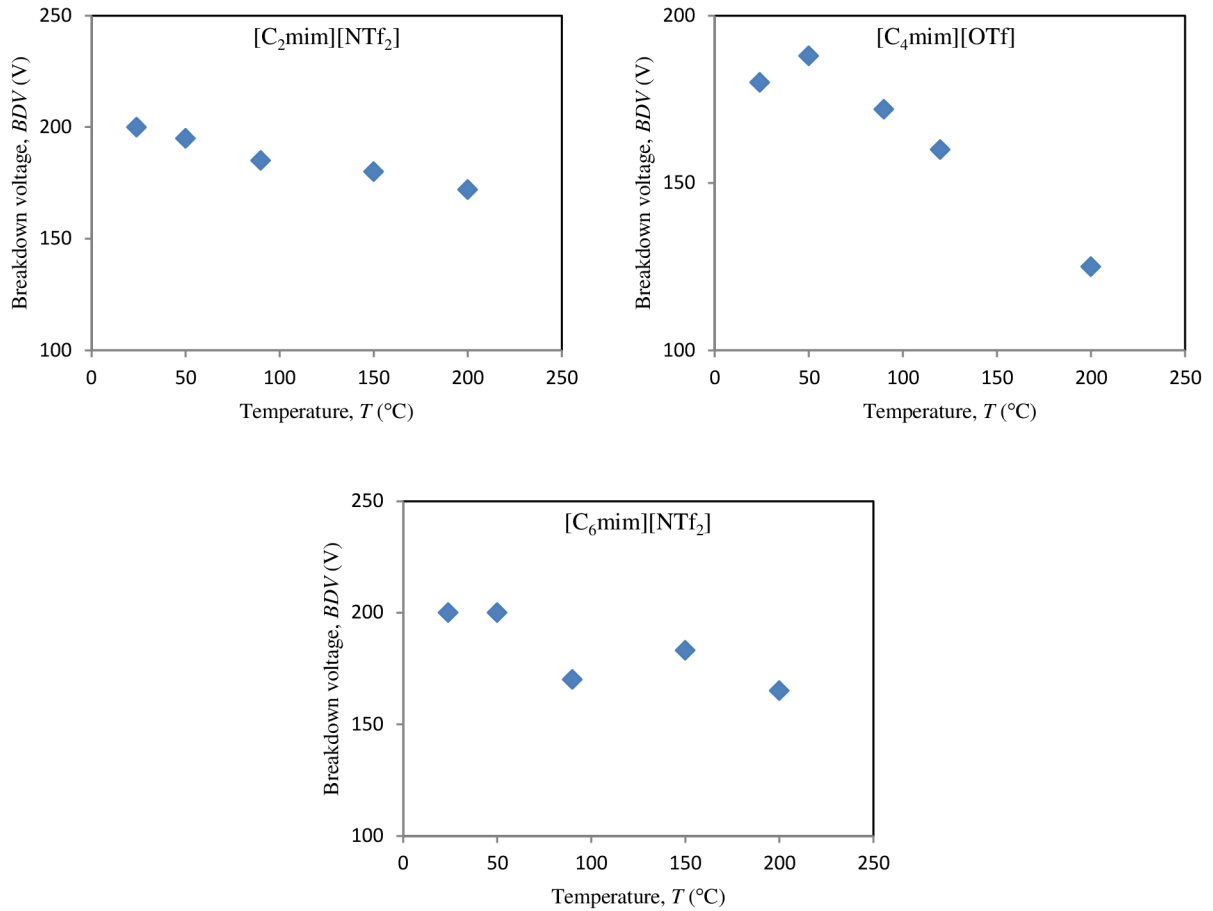 [C₂mim][NTf₂]
Breakdown voltage, BDV (V)
250
200
150
100
0 50 100 150 200 250
Temperature, T (°C)
[C₄mim][OTf]
Breakdown voltage, BDV (V)
200
150
100
0 50 100 150 200 250
Temperature, T (°C)
[C₆mim][NTf₂]
Breakdown voltage, BDV (V)
250
200
150
100
0 50 100 150 200 250
Temperature, T (°C)